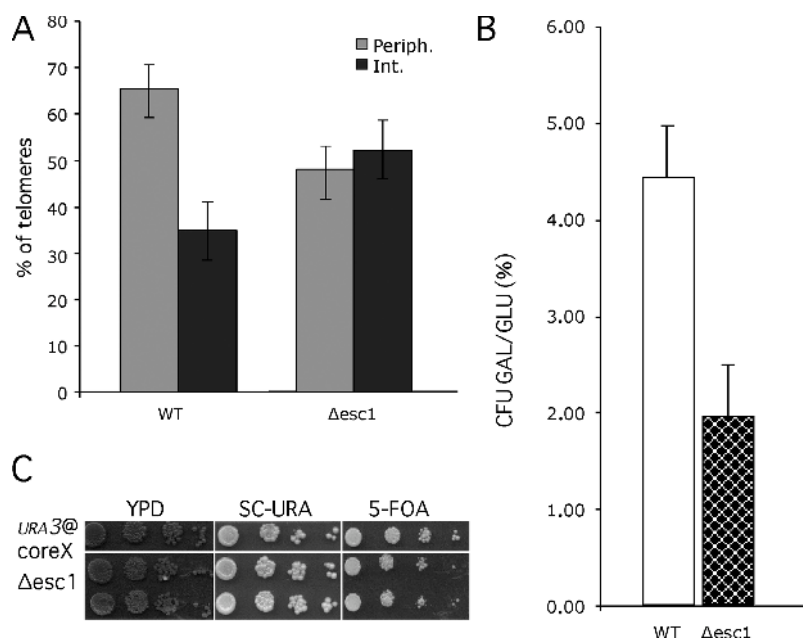 A
80
70
60
50
40
30
20
10
0
% of telomeres
Periph.
Int.
WT
Δesc1
B
6.00
5.00
4.00
3.00
2.00
1.00
0.00
CFU GAL/GLU (%)
WT
Δesc1
C
YPD
SC-URA
5-FOA
URA3@
coreX
Δesc1